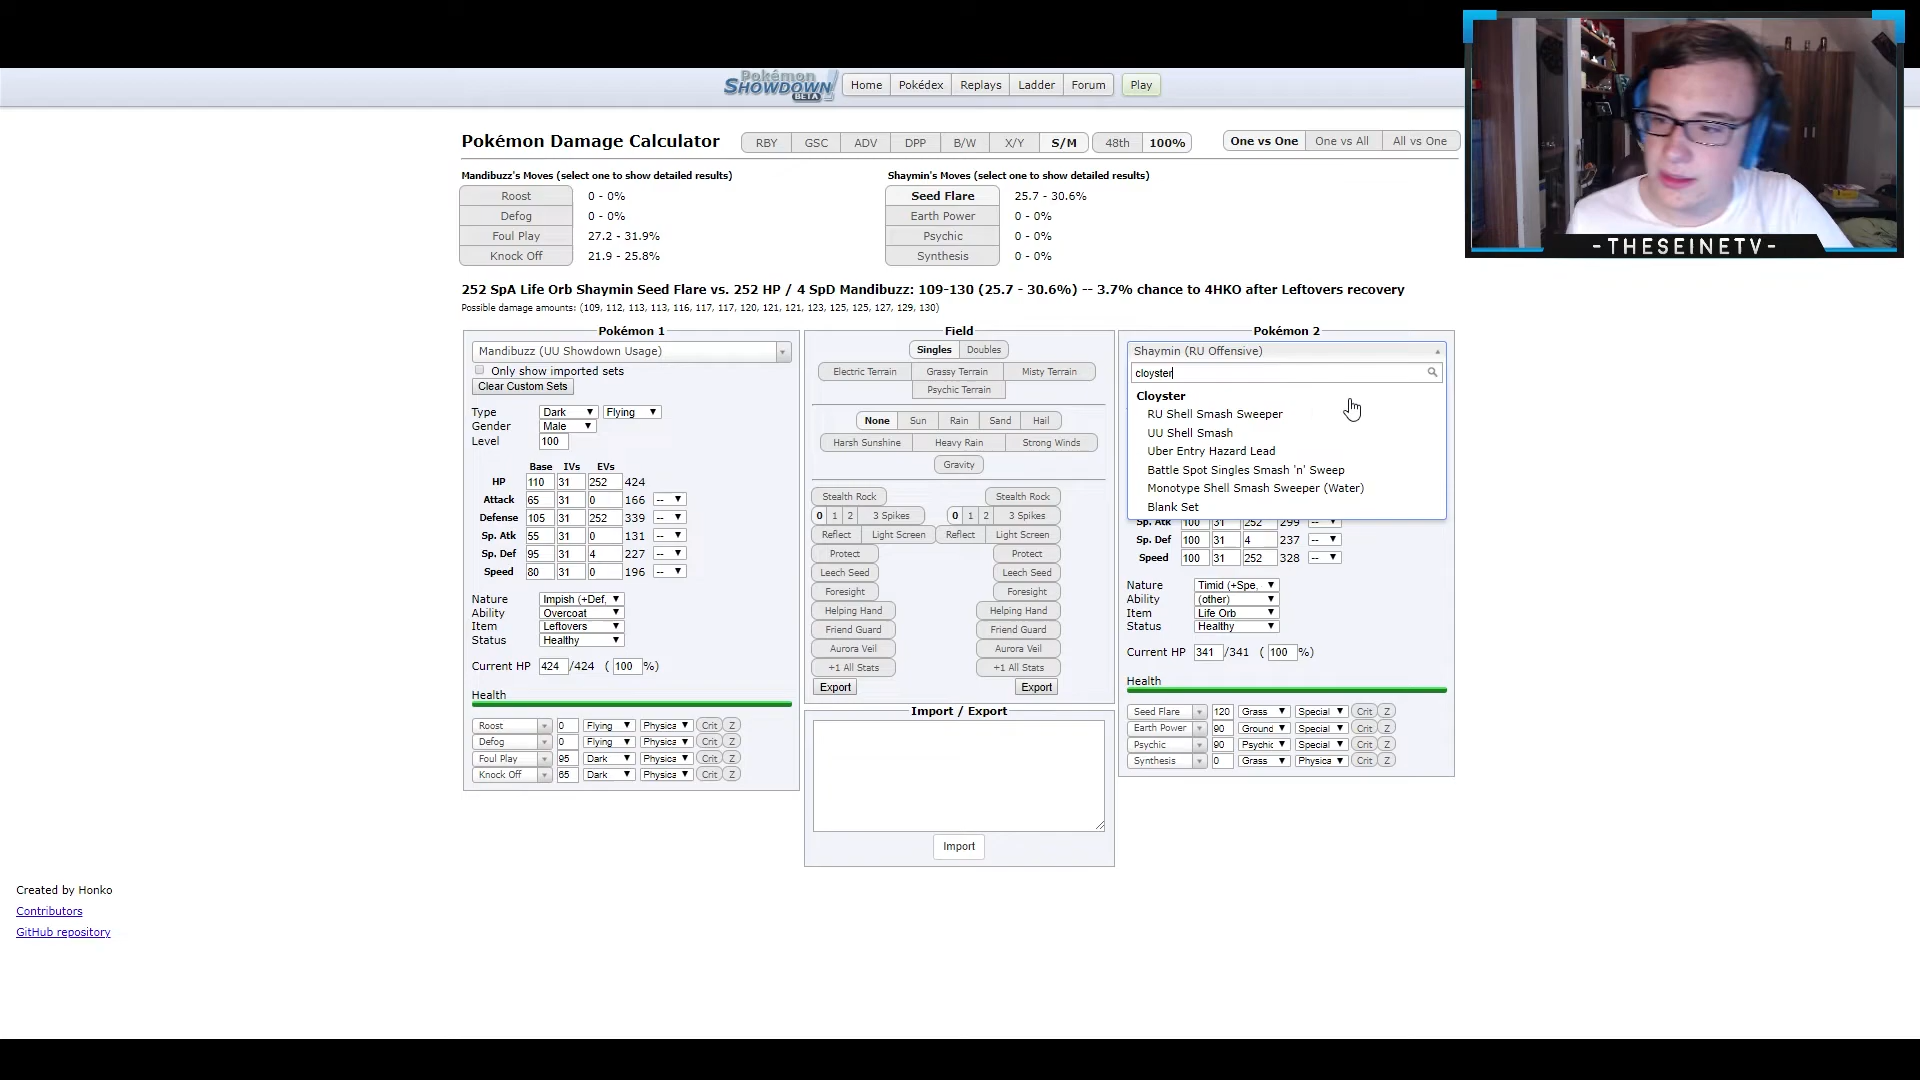 Pokémon SHOWDOWN! BETA Home Pokédex Replays Ladder Forum Play
Pokémon Damage Calculator RBY GSC ADV DPP B/W X/Y S/M 48th 100% One vs One One vs All All vs One
-THESEINETV-
Mandibuzz's Moves (select one to show detailed results) Shaymin's Moves (select one to show detailed results)
Roost 0 - 0% Seed Flare 25.7 - 30.6%
Defog 0 - 0% Earth Power 0 - 0%
Foul Play 27.2 - 31.9% Psychic 0 - 0%
Knock Off 21.9 - 25.8% Synthesis 0 - 0%
252 SpA Life Orb Shaymin Seed Flare vs. 252 HP / 4 SpD Mandibuzz: 109-130 (25.7 - 30.6%) -- 3.7% chance to 4HKO after Leftovers recovery
Possible damage amounts: (109, 112, 113, 113, 116, 117, 117, 120, 121, 121, 123, 125, 125, 127, 129, 130)
Pokémon 1
Mandibuzz (UU Showdown Usage)
Only show imported sets
Clear Custom Sets
Type Dark Flying
Gender Male
Level 100
Base IVs EVs
HP 110 31 252 424
Attack 65 31 0 166 --
Defense 105 31 252 339 --
Sp. Atk 55 31 0 131 --
Sp. Def 95 31 4 227 --
Speed 80 31 0 196 --
Nature Impish (+Def,
Ability Overcoat
Item Leftovers
Status Healthy
Current HP 424 /424 ( 100 %)
Health
Roost 0 Flying Physica Crit Z
Defog 0 Flying Physica Crit Z
Foul Play 95 Dark Physica Crit Z
Knock Off 65 Dark Physica Crit Z
Field
Singles Doubles
Electric Terrain Grassy Terrain Misty Terrain
Psychic Terrain
None Sun Rain Sand Hail
Harsh Sunshine Heavy Rain Strong Winds
Gravity
Stealth Rock Stealth Rock
0 1 2 3 Spikes 0 1 2 3 Spikes
Reflect Light Screen Reflect Light Screen
Protect Protect
Leech Seed Leech Seed
Foresight Foresight
Helping Hand Helping Hand
Friend Guard Friend Guard
Aurora Veil Aurora Veil
+1 All Stats +1 All Stats
Export Export
Import / Export
Import
Pokémon 2
Shaymin (RU Offensive)
cloyster
Cloyster
RU Shell Smash Sweeper
UU Shell Smash
Uber Entry Hazard Lead
Battle Spot Singles Smash 'n' Sweep
Monotype Shell Smash Sweeper (Water)
Blank Set
Sp. Atk 100 31 252 299 --
Sp. Def 100 31 4 237 --
Speed 100 31 252 328 --
Nature Timid (+Spe,
Ability (other)
Item Life Orb
Status Healthy
Current HP 341 /341 ( 100 %)
Health
Seed Flare 120 Grass Special Crit Z
Earth Power 90 Ground Special Crit Z
Psychic 90 Psychic Special Crit Z
Synthesis 0 Grass Physica Crit Z
Created by Honko
Contributors
GitHub repository